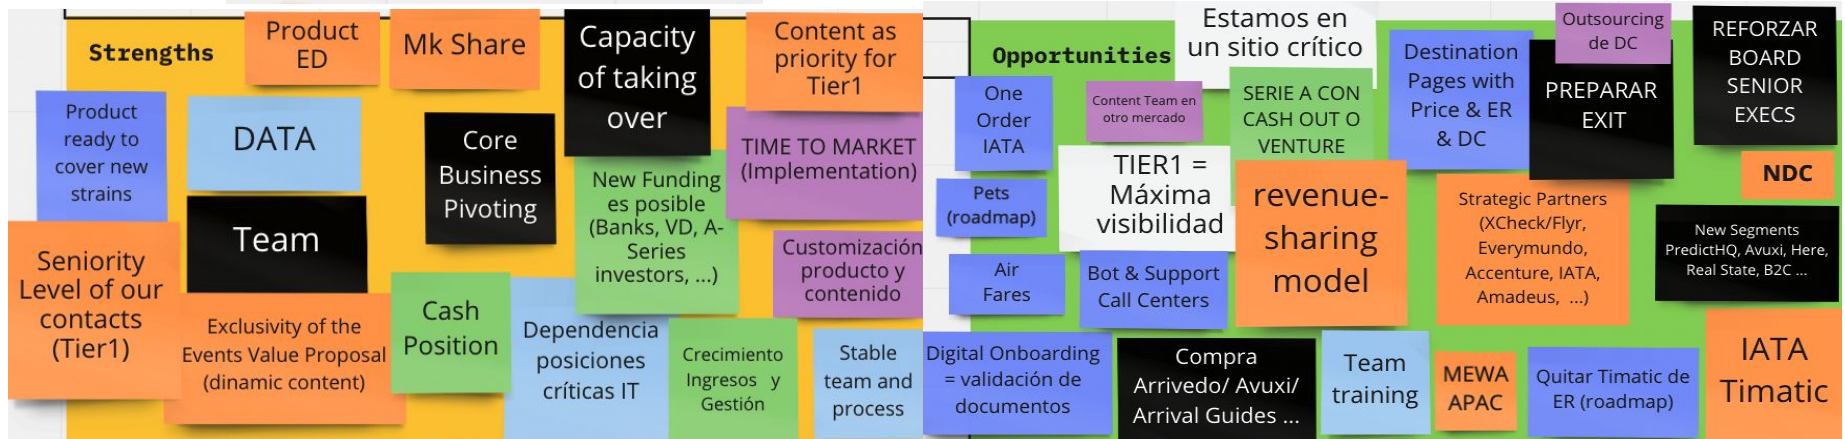 Strengths
Product
ED
Mk Share
Capacity
of taking
over
Content as
priority for
Tier1
Product
ready to
cover new
strains
DATA
Core
Business
Pivoting
TIME TO MARKET
(Implementation)
New Funding
es posible
(Banks, VD, A-
Series
investors, ...)
Team
Seniority
Level of our
contacts
(Tier1)
Customización
producto y
contenido
Exclusivity of the
Events Value Proposal
(dinamic content)
Cash
Position
Dependencia
posiciones
críticas IT
Crecimiento
Ingresos y
Gestión
Stable
team and
process
Opportunities
Estamos en
un sitio crítico
Outsourcing
de DC
REFORZAR
BOARD
SENIOR
EXECS
Destination
Pages with
Price & ER
& DC
PREPARAR
EXIT
One
Order
IATA
Content Team en
otro mercado
SERIE A CON
CASH OUT O
VENTURE
TIER1 =
Máxima
visibilidad
NDC
Pets
(roadmap)
revenue-
sharing
model
Strategic Partners
(XCheck/Flyr,
Everymundo,
Accenture, IATA,
Amadeus, ...)
New Segments
PredictHQ, Avuxi, Here,
Real State, B2C ...
Air
Fares
Bot & Support
Call Centers
Digital Onboarding
= validación de
documentos
Compra
Arrivedo/ Avuxi/
Arrival Guides ...
Team
training
MEWA
APAC
Quitar Timatic de
ER (roadmap)
IATA
Timatic